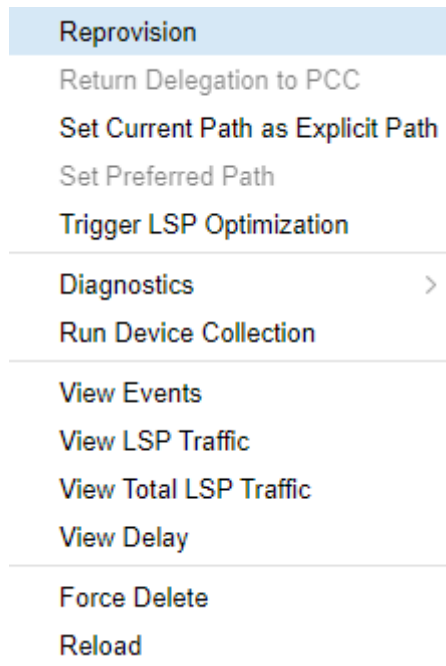 Reprovision
Return Delegation to PCC
Set Current Path as Explicit Path
Set Preferred Path
Trigger LSP Optimization
Diagnostics
Run Device Collection
View Events
View LSP Traffic
View Total LSP Traffic
View Delay
Force Delete
Reload